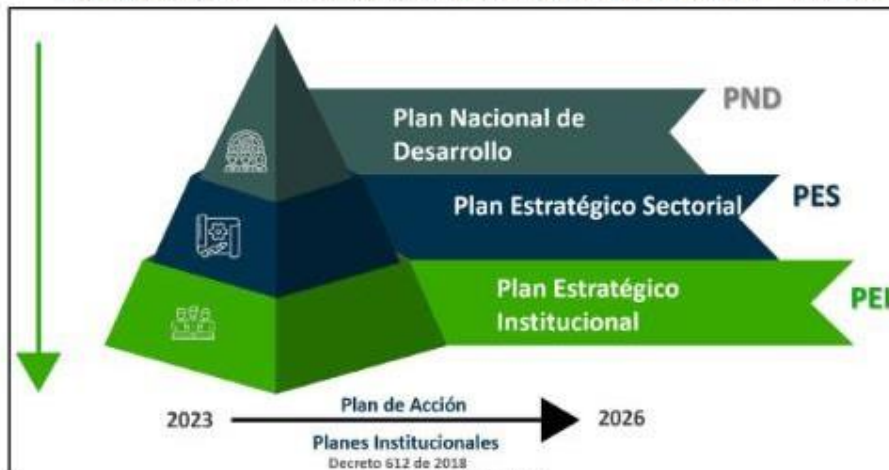 Plan Nacional de
Desarrollo
PND
Plan Estratégico Sectorial
PES
Plan Estratégico
Institucional
PEI
2023
Plan de Acción
2026
Planes Institucionales
Decreto 612 de 2018